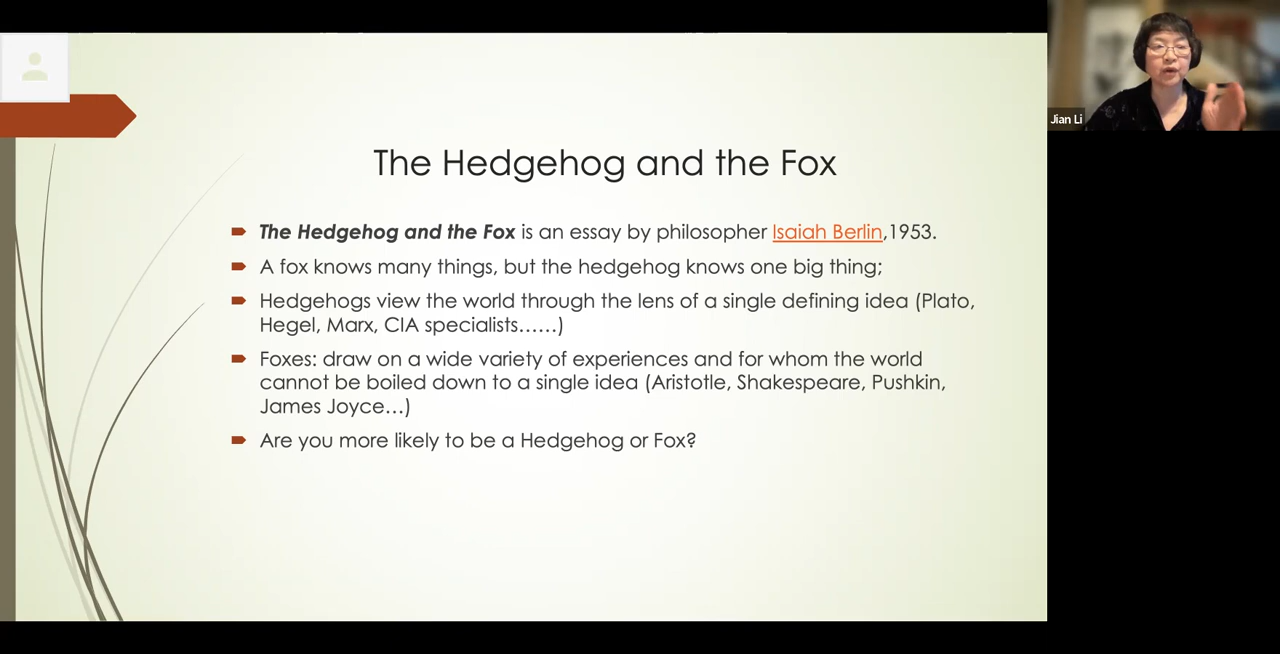 The Hedgehog and the Fox
The Hedgehog and the Fox is an essay by philosopher Isaiah Berlin,1953.
A fox knows many things, but the hedgehog knows one big thing;
Hedgehogs view the world through the lens of a single defining idea (Plato,
Hegel, Marx, CIA specialists……)
Foxes: draw on a wide variety of experiences and for whom the world
cannot be boiled down to a single idea (Aristotle, Shakespeare, Pushkin,
James Joyce…)
Are you more likely to be a Hedgehog or Fox?
Jian Li